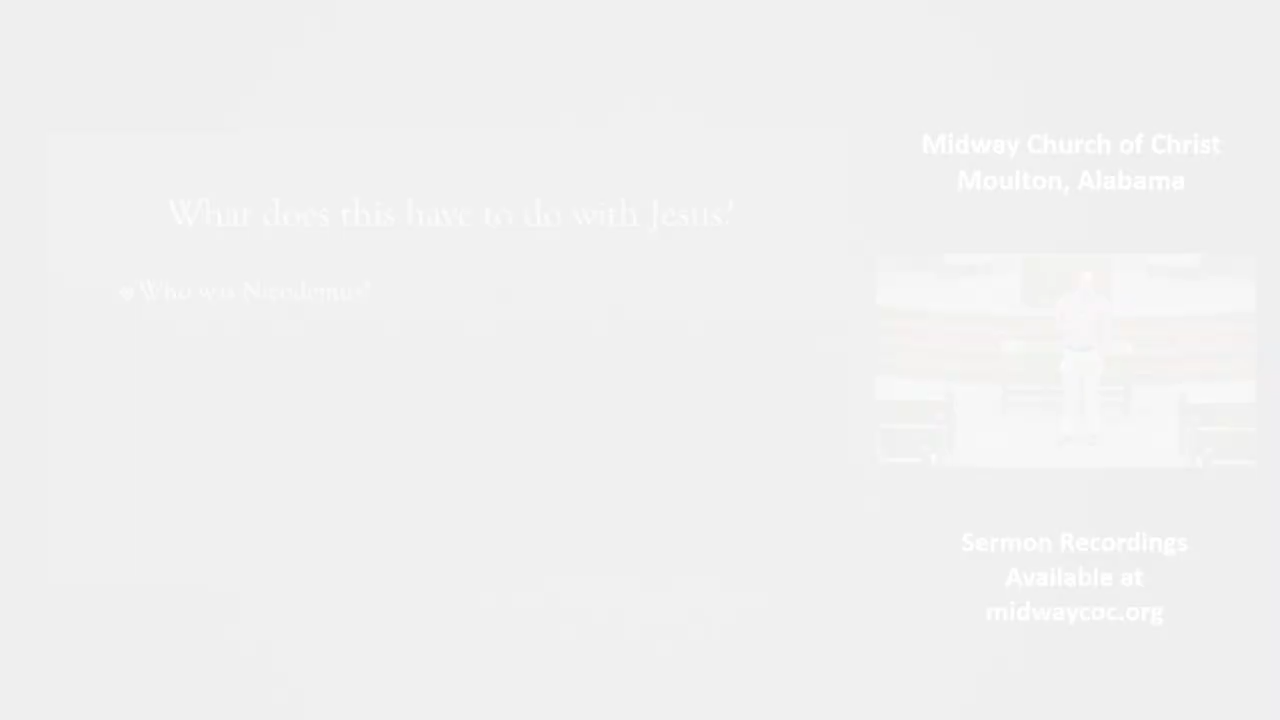 What does this have to do with Jesus?
Who was Nicodemus?
Midway Church of Christ
Moulton, Alabama
Sermon Recordings
Available at
midwaycoc.org